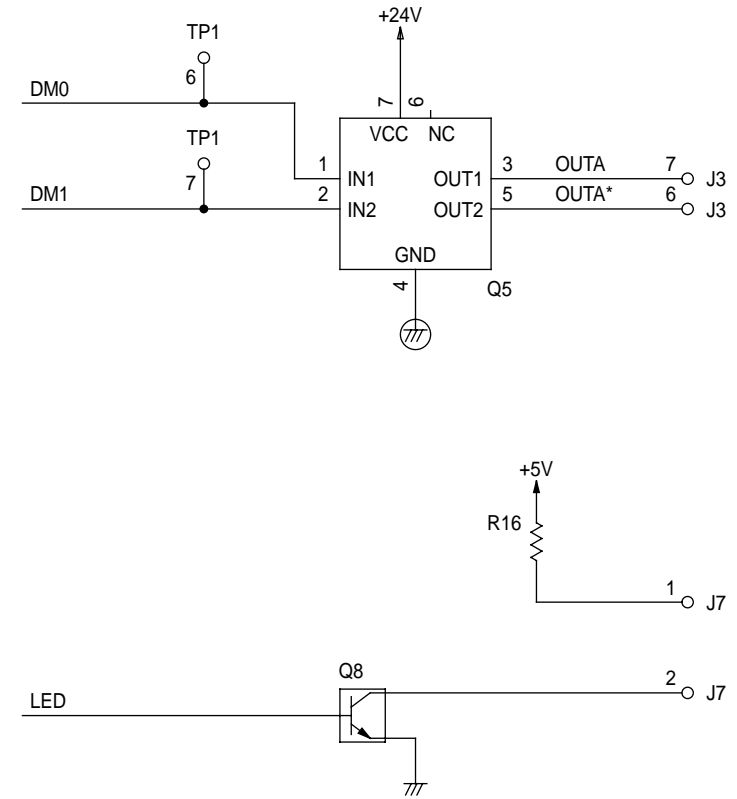 +24V
TP1
6
DM0
7 6
VCC NC
TP1
7
1 IN1 OUT1 3 OUTA 7 J3
DM1
2 IN2 OUT2 5 OUTA* 6 J3
GND
4
Q5
+5V
R16
1 J7
Q8
2 J7
LED